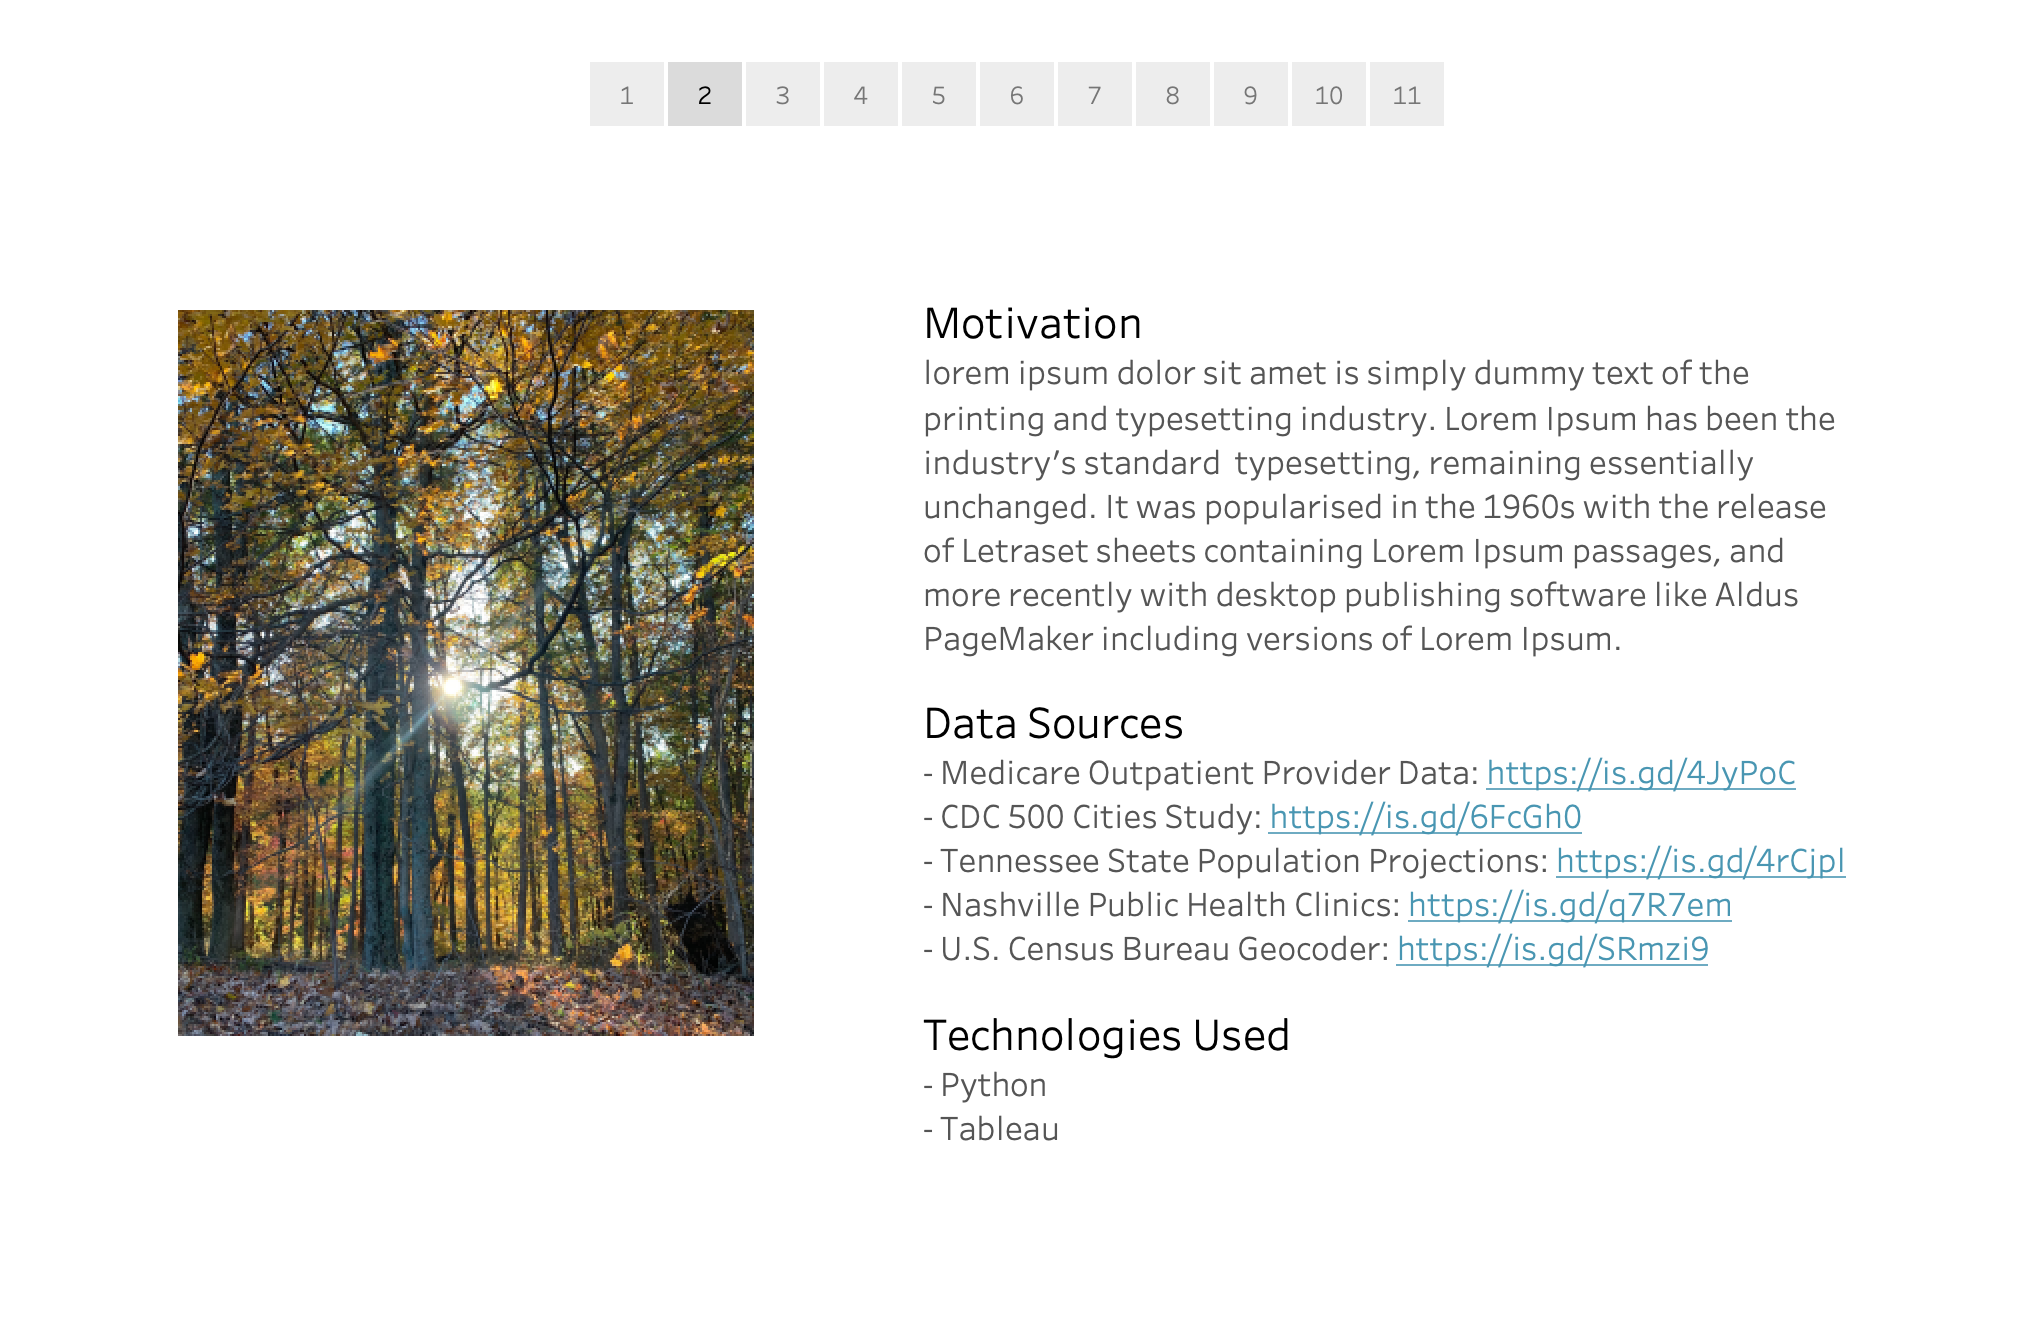 1 2 3 4 5 6 7 8 9 10 11
Motivation
lorem ipsum dolor sit amet is simply dummy text of the
printing and typesetting industry. Lorem Ipsum has been the
industry’s standard  typesetting, remaining essentially
unchanged. It was popularised in the 1960s with the release
of Letraset sheets containing Lorem Ipsum passages, and
more recently with desktop publishing software like Aldus
PageMaker including versions of Lorem Ipsum.
Data Sources
- Medicare Outpatient Provider Data: https://is.gd/4JyPoC
- CDC 500 Cities Study: https://is.gd/6FcGh0
- Tennessee State Population Projections: https://is.gd/4rCjpl
- Nashville Public Health Clinics: https://is.gd/q7R7em
- U.S. Census Bureau Geocoder: https://is.gd/SRmzi9
Technologies Used
- Python
- Tableau